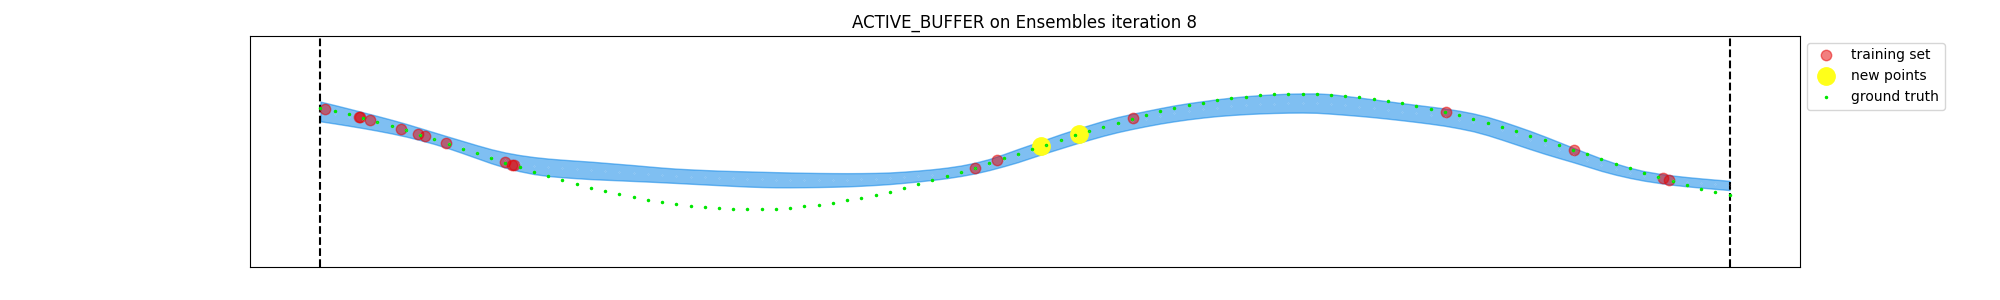 ACTIVE_BUFFER on Ensembles iteration 8
training set
new points
ground truth